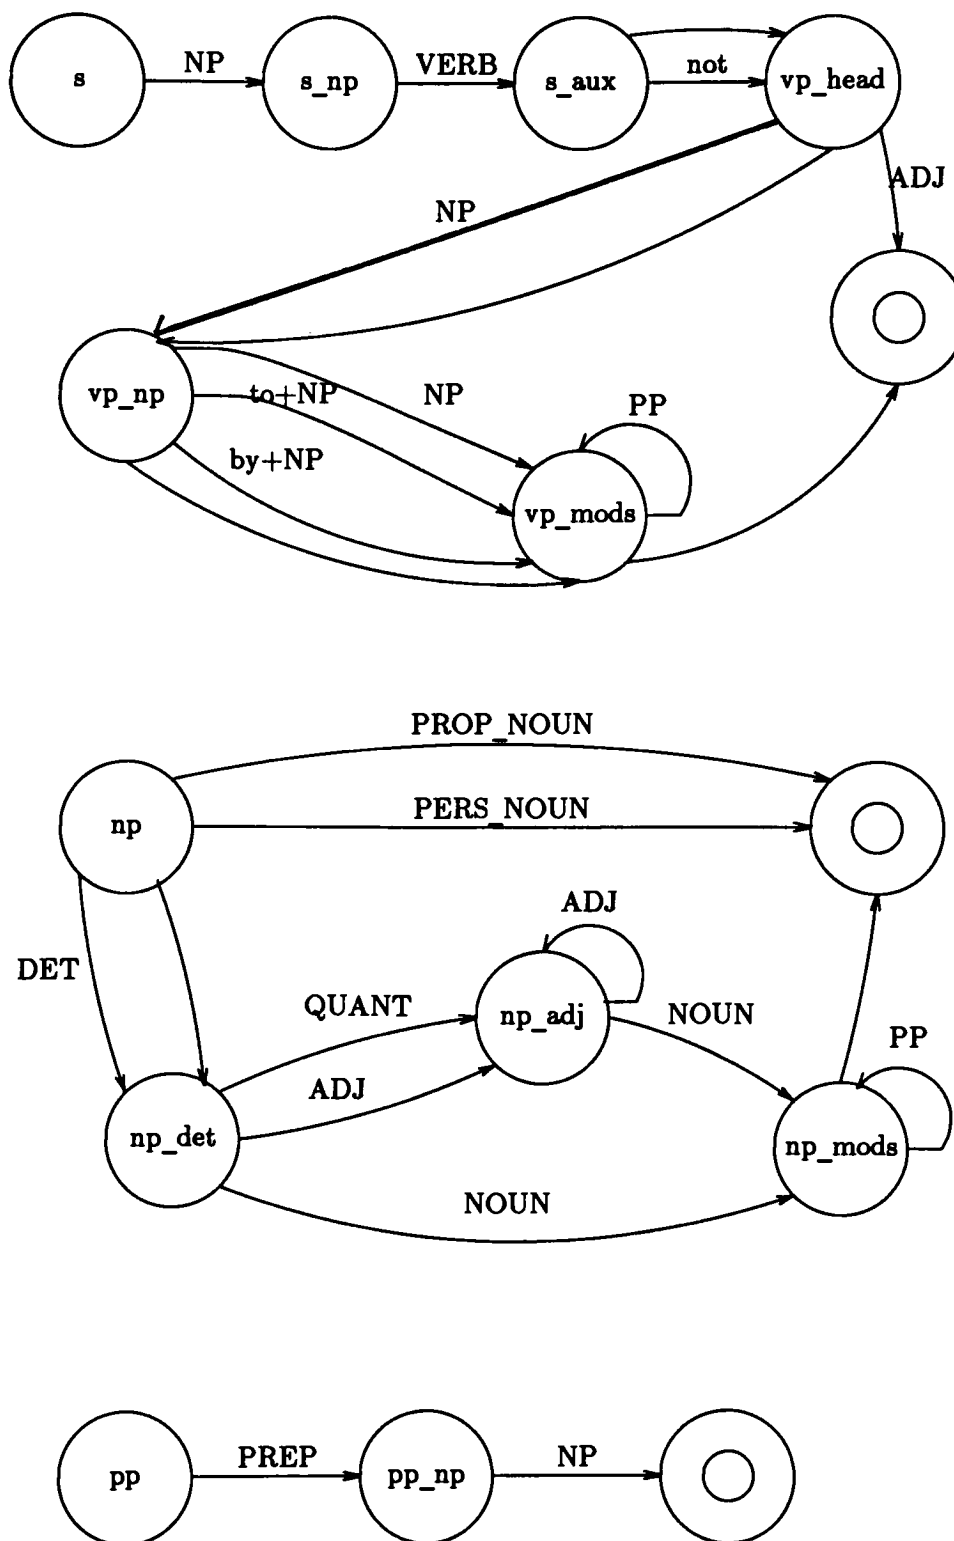 NP VERB not
s s_np s_aux vp_head
ADJ
NP
vp_np to+NP NP PP
by+NP
vp_mods
PROP_NOUN
PERS_NOUN
np
ADJ
DET
QUANT np_adj NOUN
PP
ADJ
np_det np_mods
NOUN
PREP NP
pp pp_np